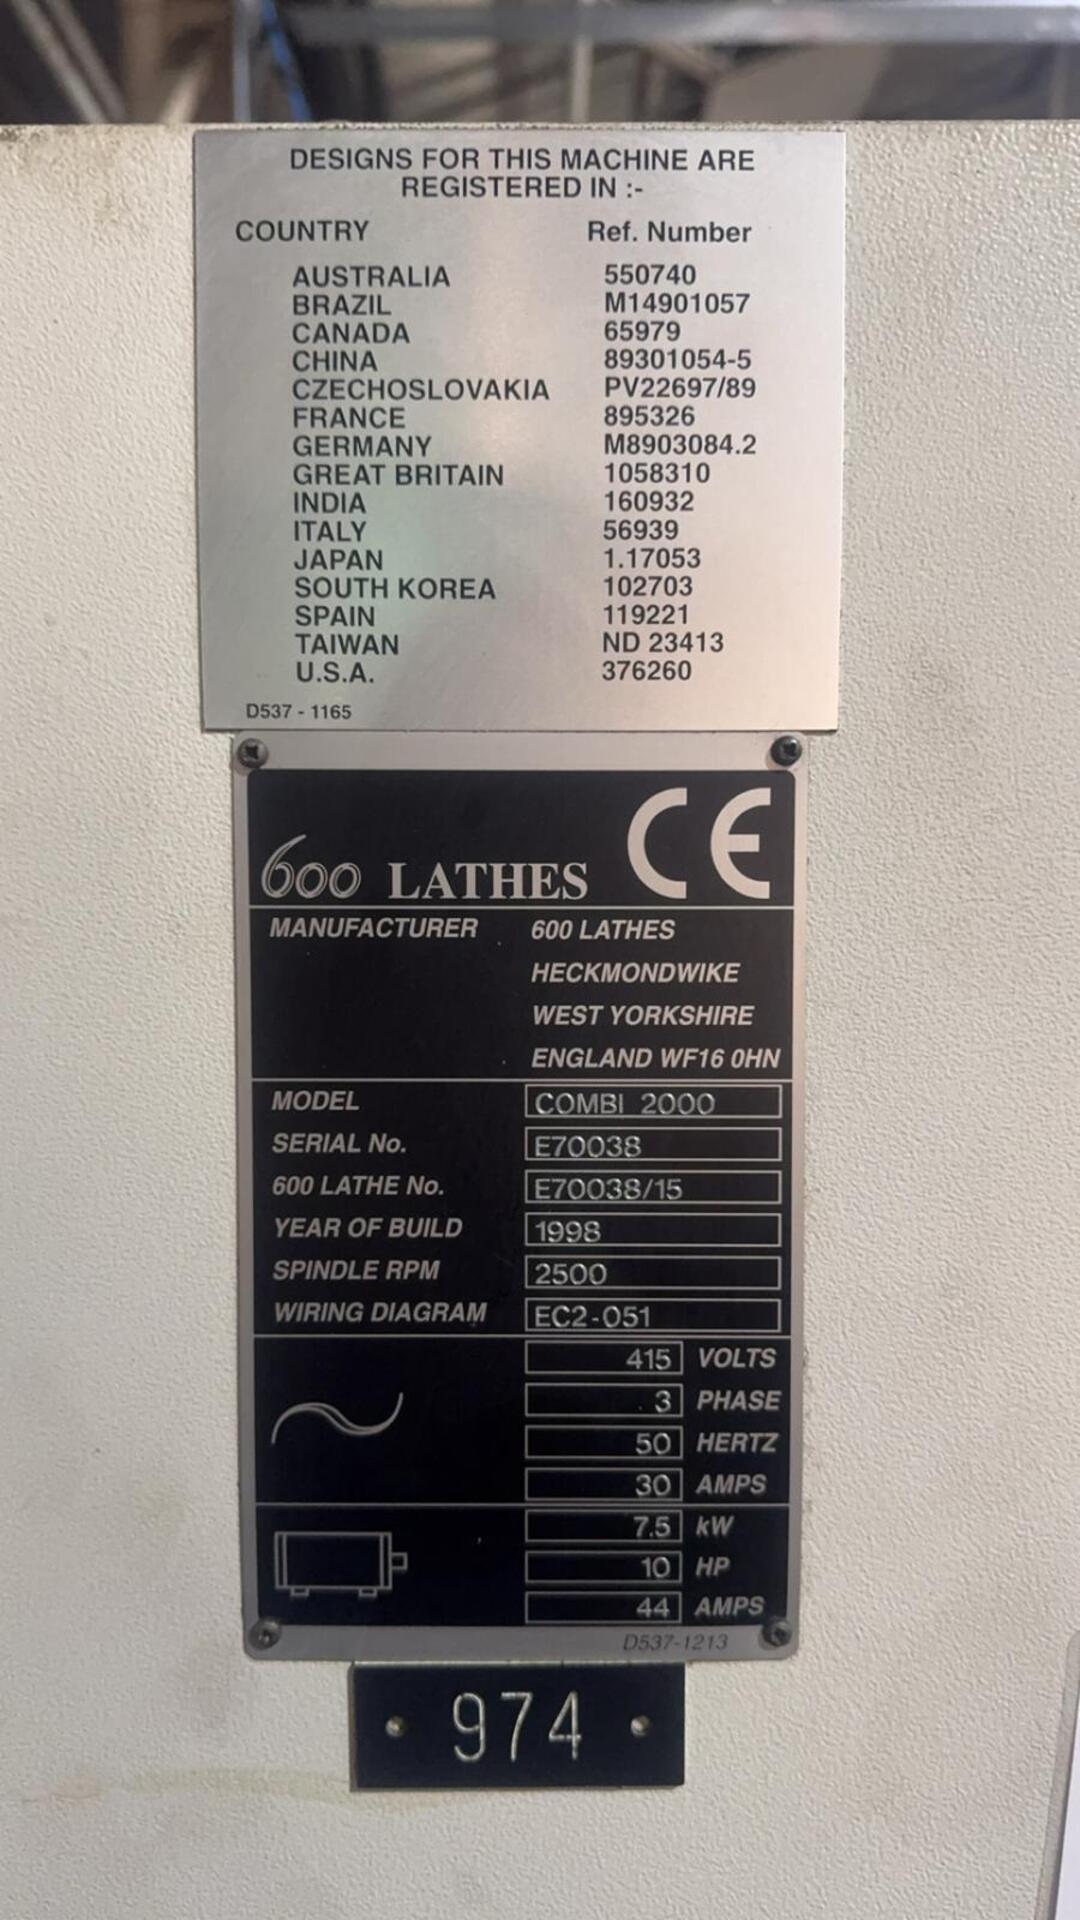 DESIGNS FOR THIS MACHINE ARE
REGISTERED IN :-
COUNTRY Ref. Number
AUSTRALIA 550740
BRAZIL M14901057
CANADA 65979
CHINA 89301054-5
CZECHOSLOVAKIA PV22697/89
FRANCE 895326
GERMANY M8903084.2
GREAT BRITAIN 1058310
INDIA 160932
ITALY 56939
JAPAN 1.17053
SOUTH KOREA 102703
SPAIN 119221
TAIWAN ND 23413
U.S.A. 376260
D537 - 1165
600 LATHES CE
MANUFACTURER 600 LATHES
HECKMONDWIKE
WEST YORKSHIRE
ENGLAND WF16 0HN
MODEL COMBI 2000
SERIAL No. E70038
600 LATHE No. E70038/15
YEAR OF BUILD 1998
SPINDLE RPM 2500
WIRING DIAGRAM EC2-051
415 VOLTS
3 PHASE
50 HERTZ
30 AMPS
7.5 kW
10 HP
44 AMPS
D537-1213
974